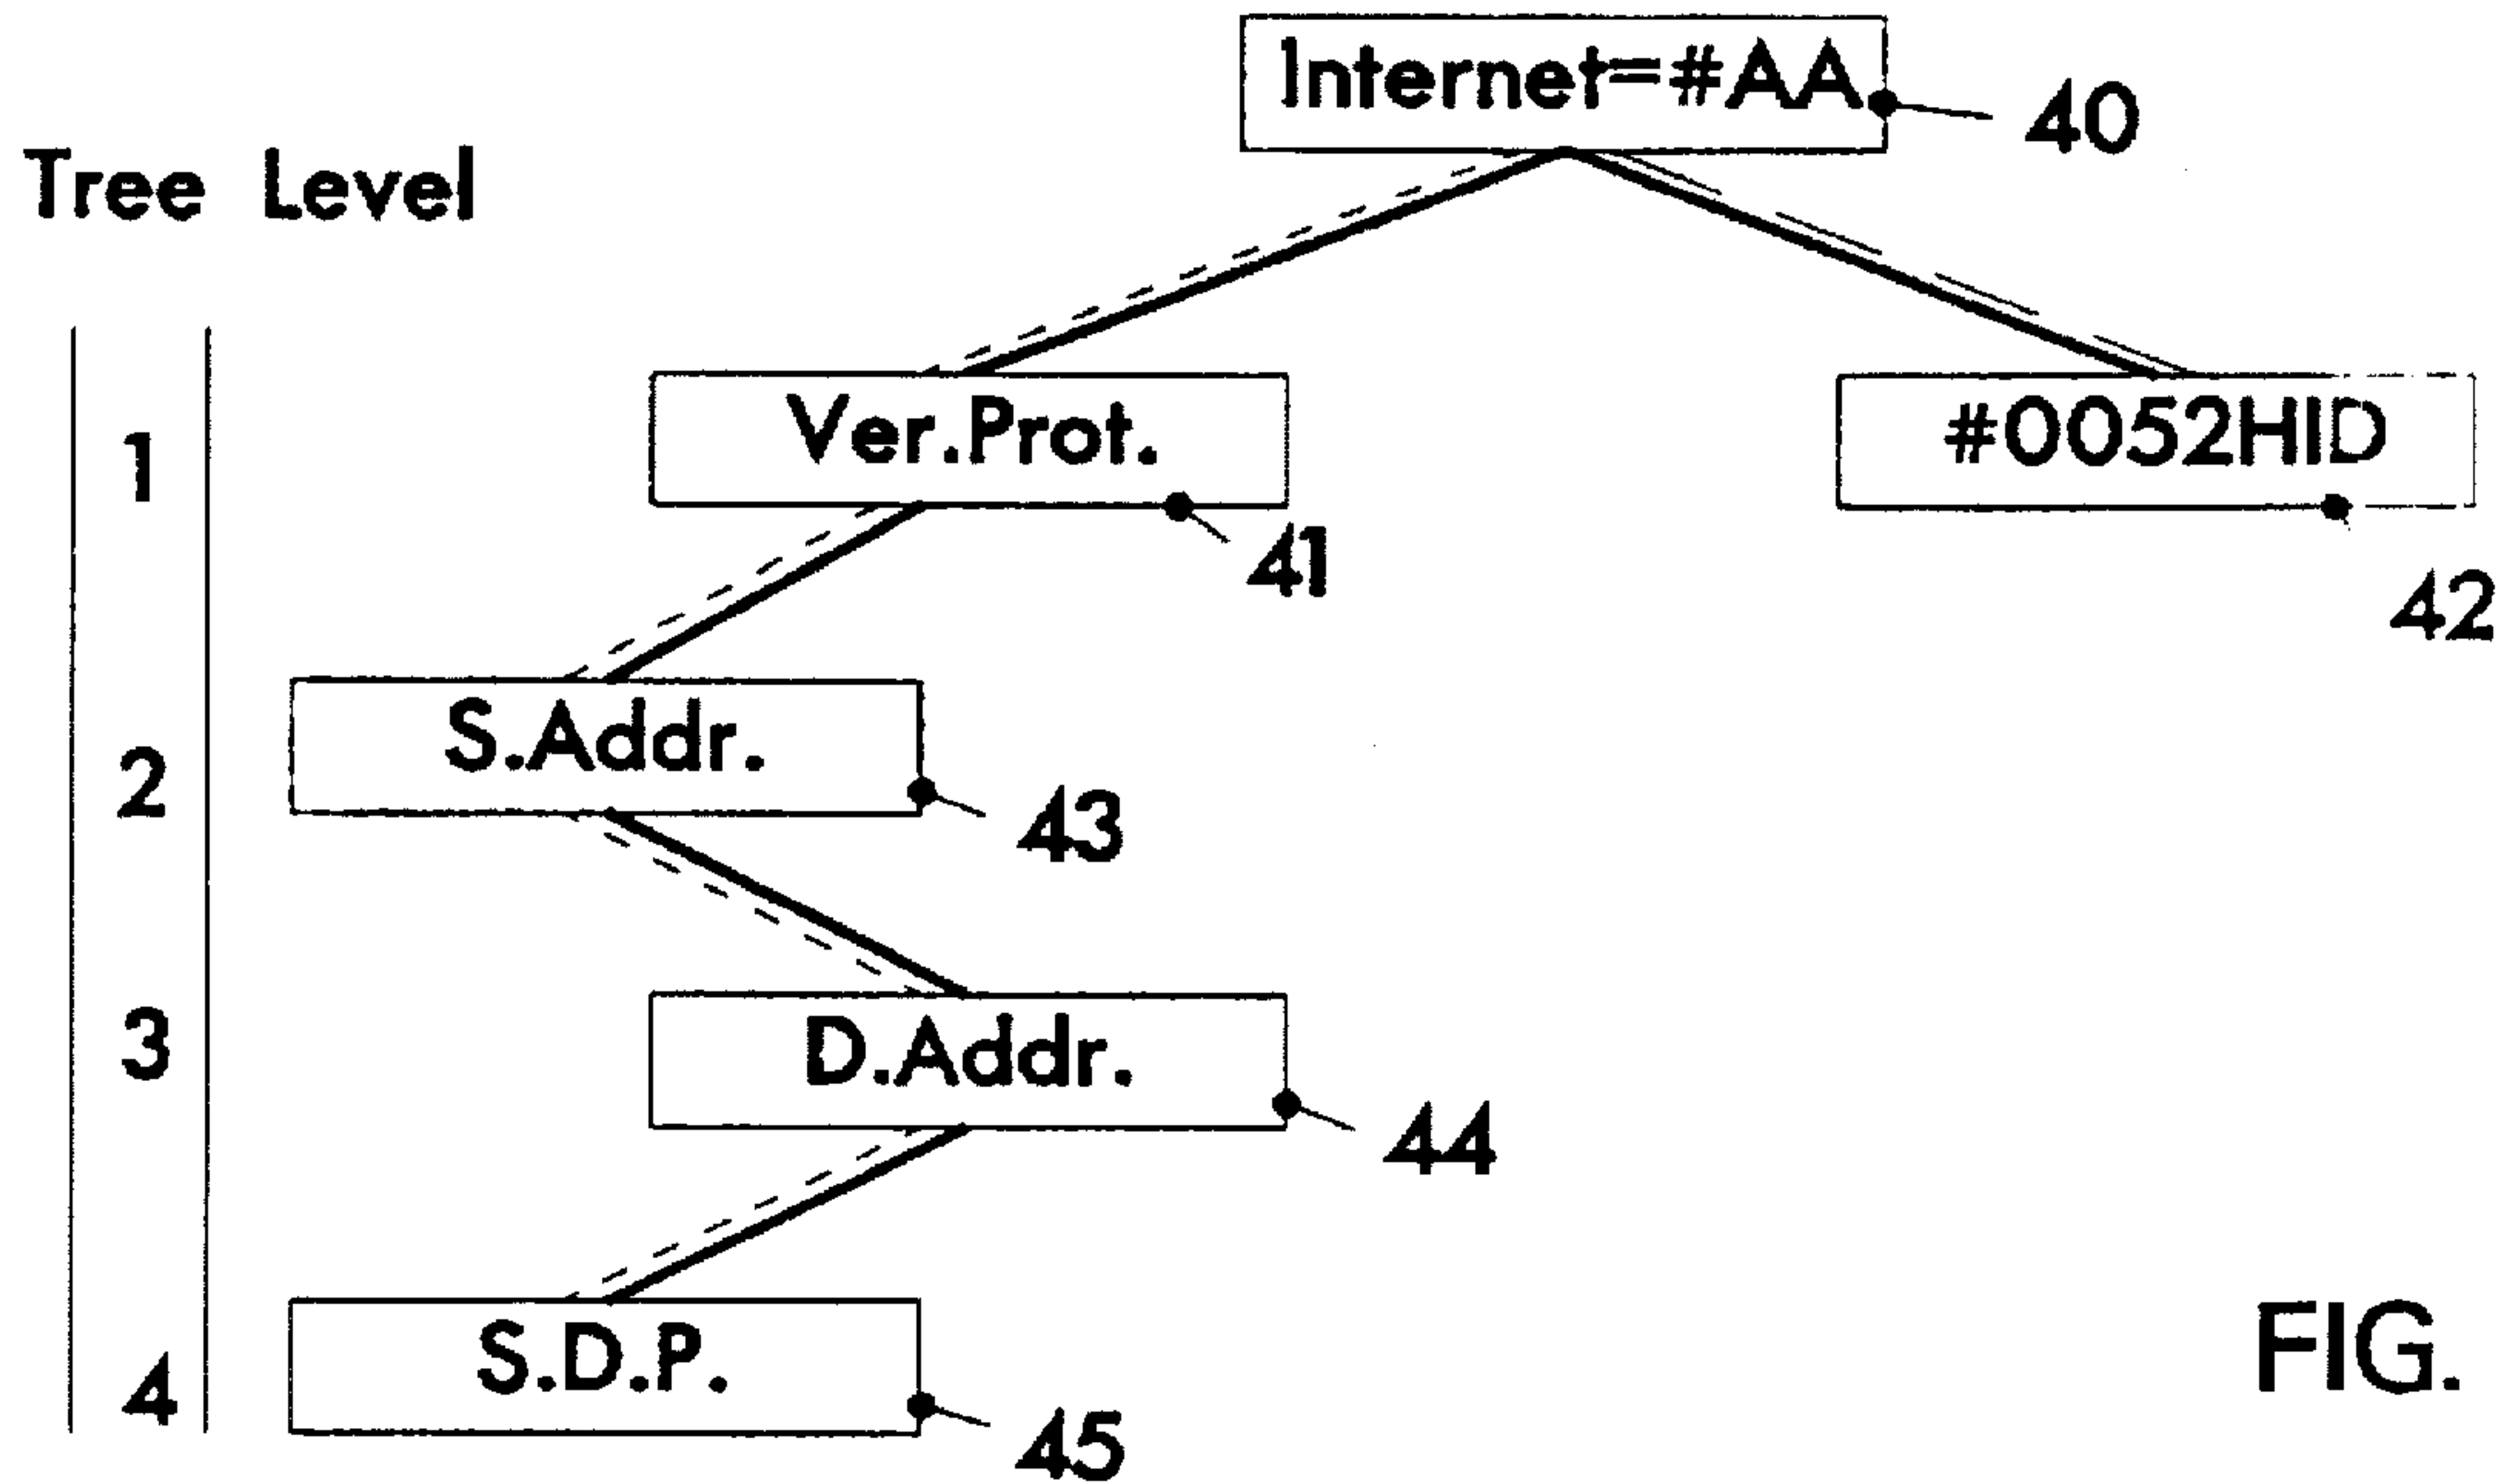 Internet=#AA
40
Tree Level
1
Ver.Prot.
#0052HID
41
42
2
S.Addr.
43
3
D.Addr.
44
4
S.D.P.
45
FIG.